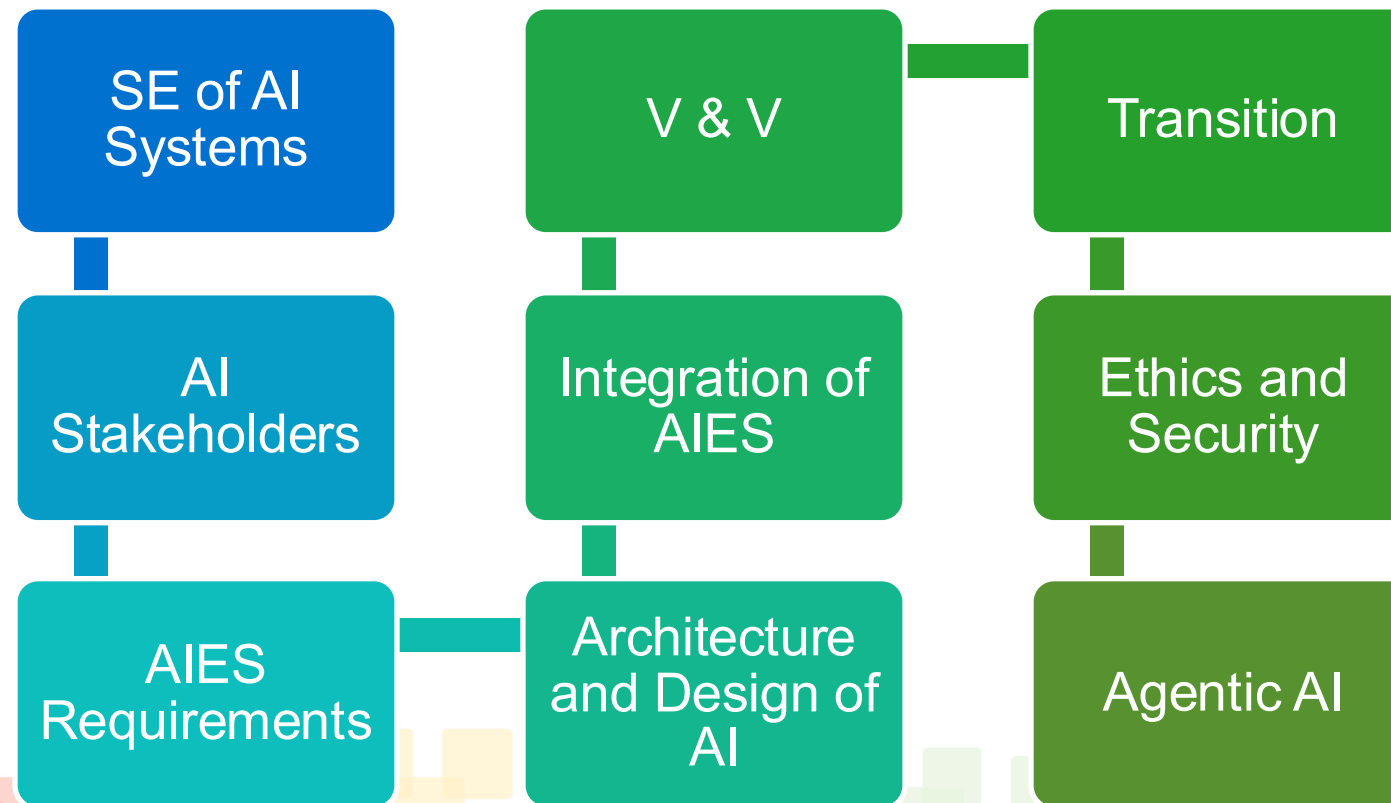 SE of AI
Systems
AI
Stakeholders
AIES
Requirements
Architecture
and Design of
AI
Integration of
AIES
V & V
Transition
Ethics and
Security
Agentic AI